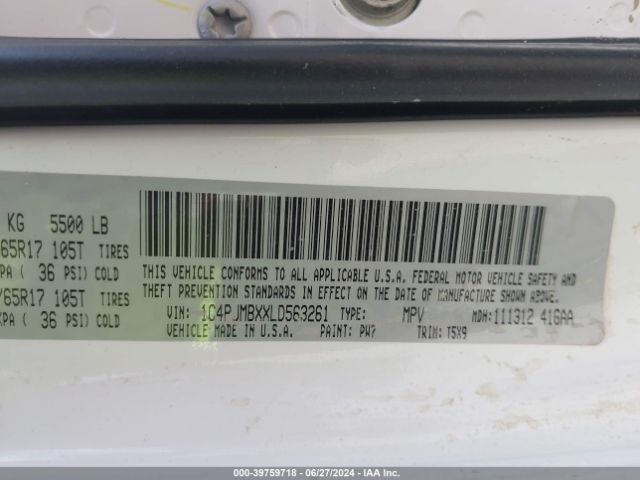 KG 5500 LB
65R17 105T TIRES
PA ( 36 PSI) COLD
/65R17 105T TIRES
KPA ( 36 PSI) COLD
THIS VEHICLE CONFORMS TO ALL APPLICABLE U.S.A. FEDERAL MOTOR VEHICLE SAFETY AND
THEFT PREVENTION STANDARDS IN EFFECT ON THE DATE OF MANUFACTURE SHOWN ABOVE.
VIN: 1C4PJMBXXLD563261 TYPE: MPV MDH: 111312 416AA
VEHICLE MADE IN U.S.A. PAINT: PW7 TRIM: T5X9
000-39759718 | 06/27/2024 | IAA Inc.